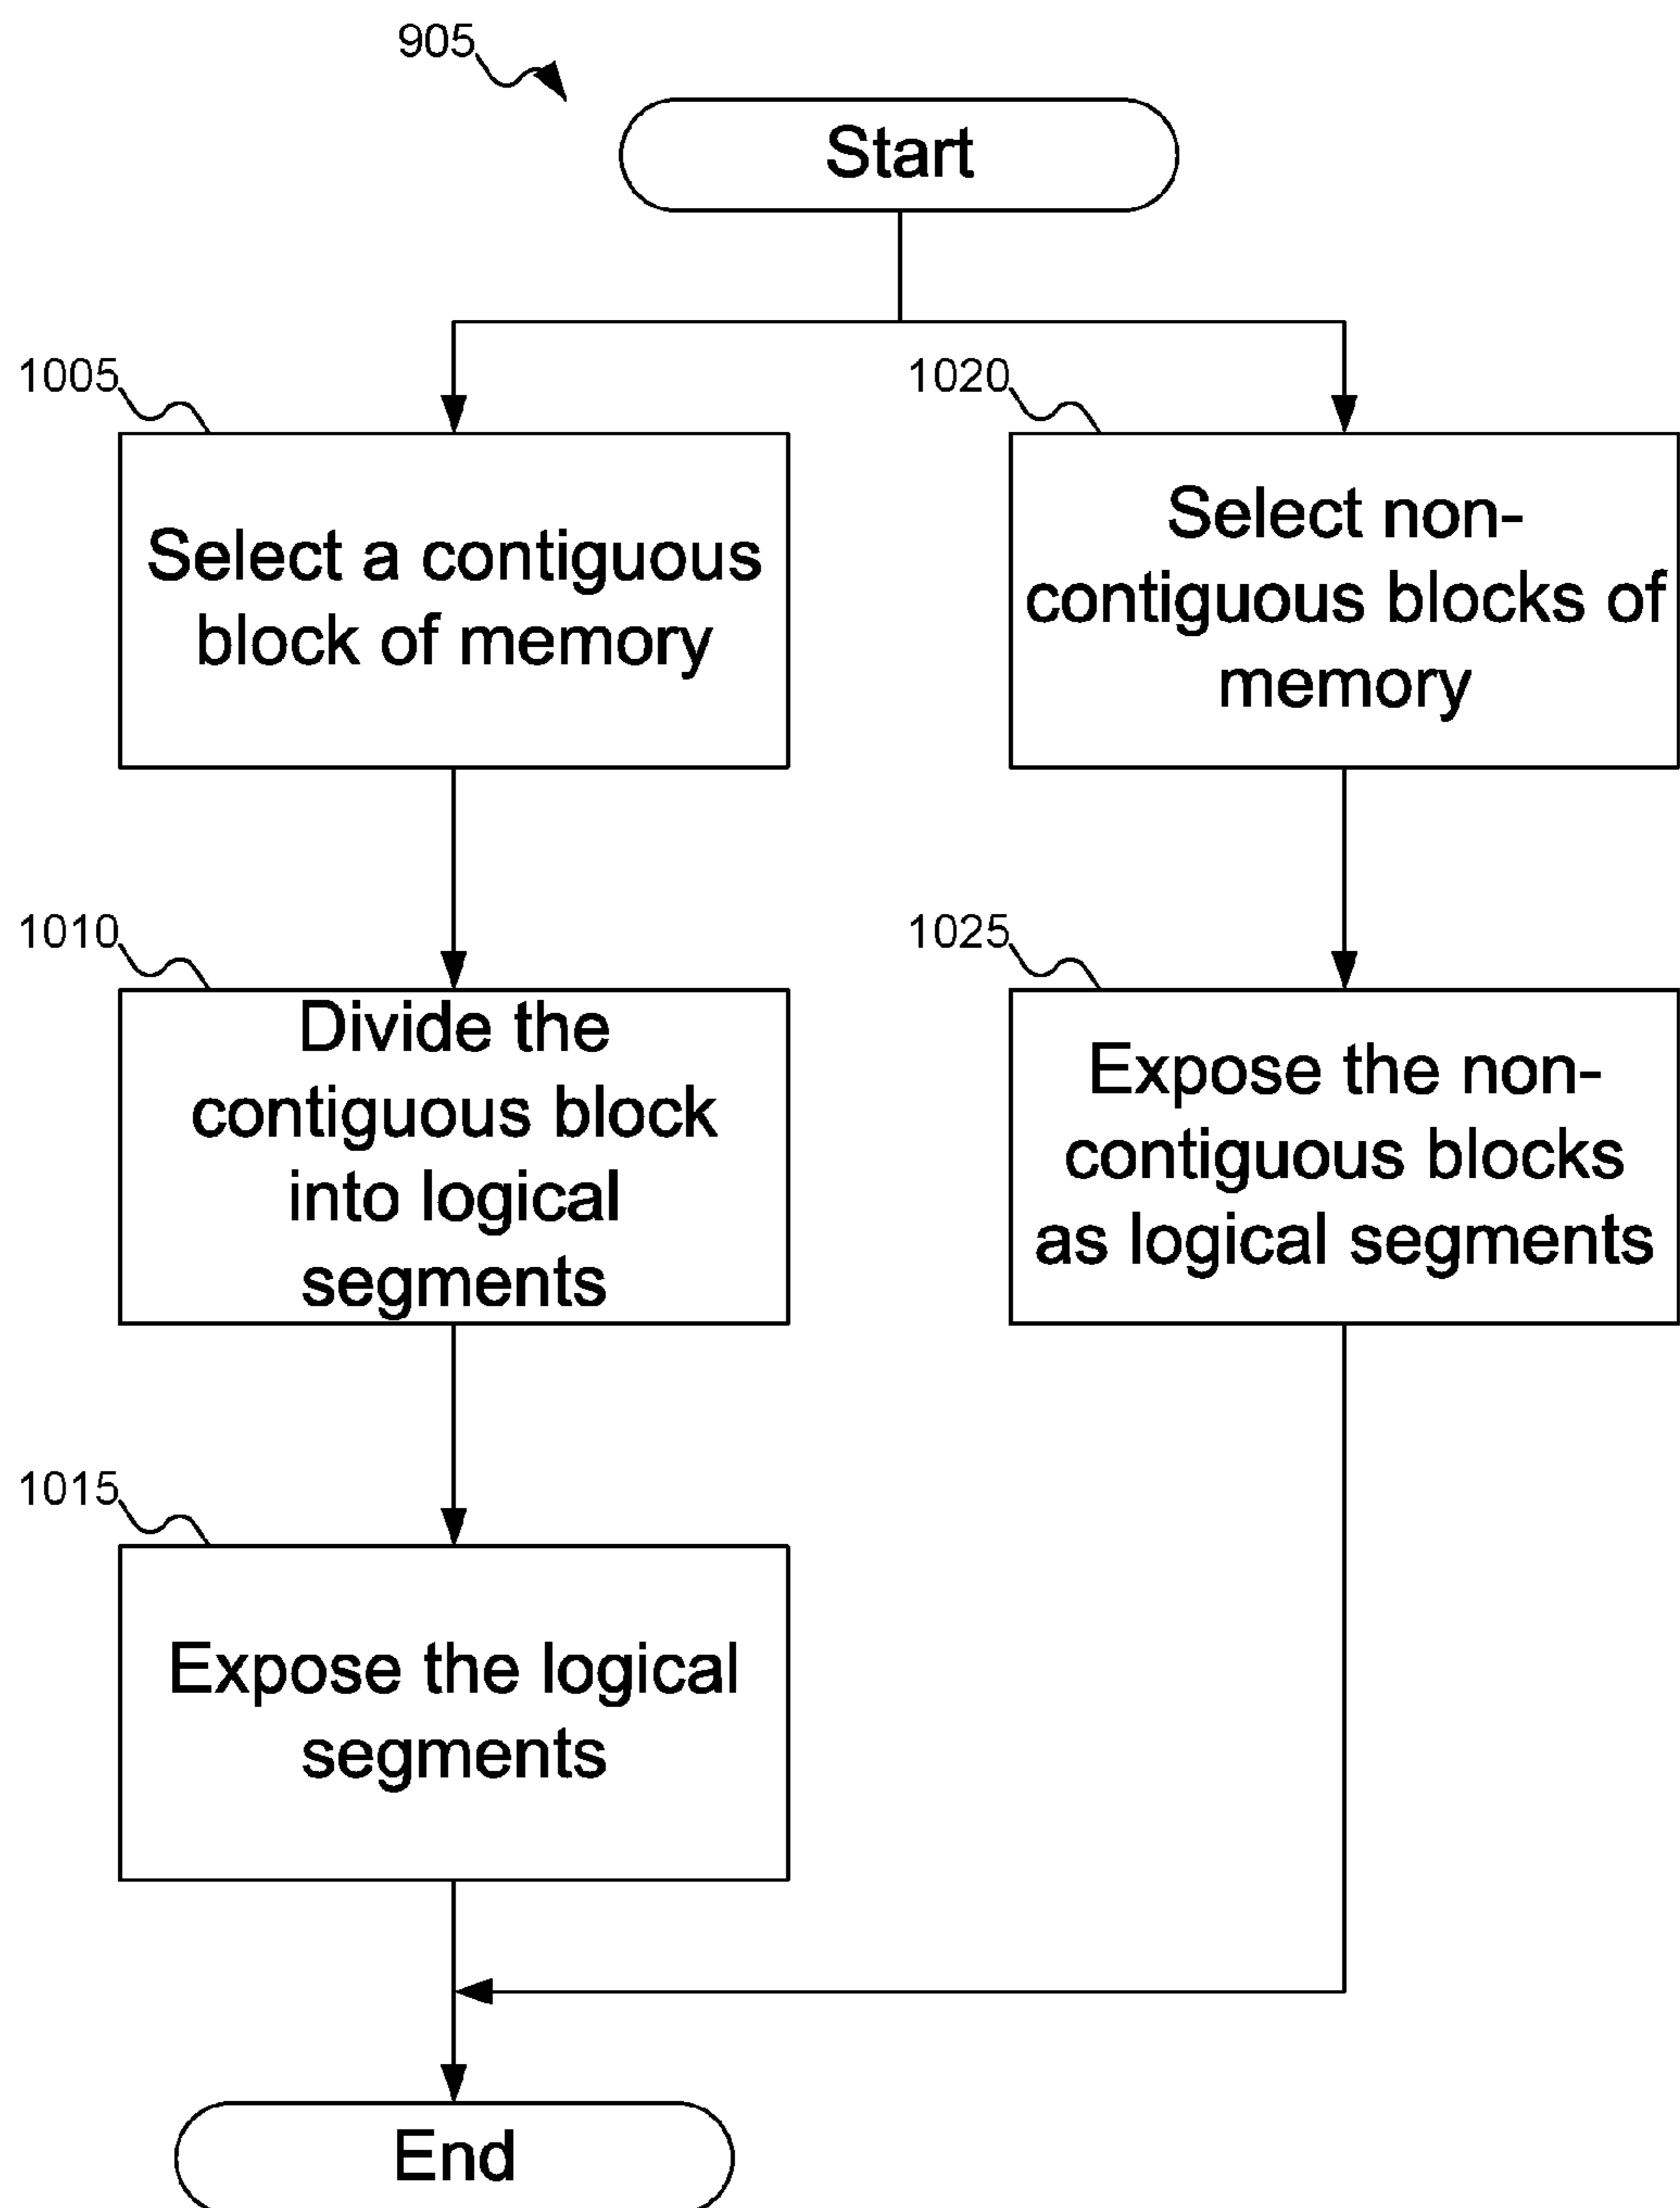 905
Start
1005
Select a contiguous
block of memory
1010
Divide the
contiguous block
into logical
segments
1015
Expose the logical
segments
1020
Select non-
contiguous blocks of
memory
1025
Expose the non-
contiguous blocks
as logical segments
End